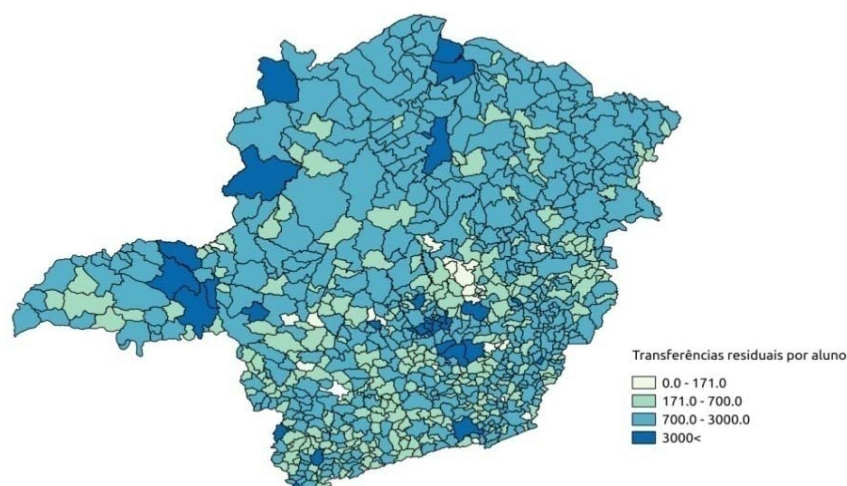 Transferências residuais por aluno
0.0 - 171.0
171.0 - 700.0
700.0 - 3000.0
3000<